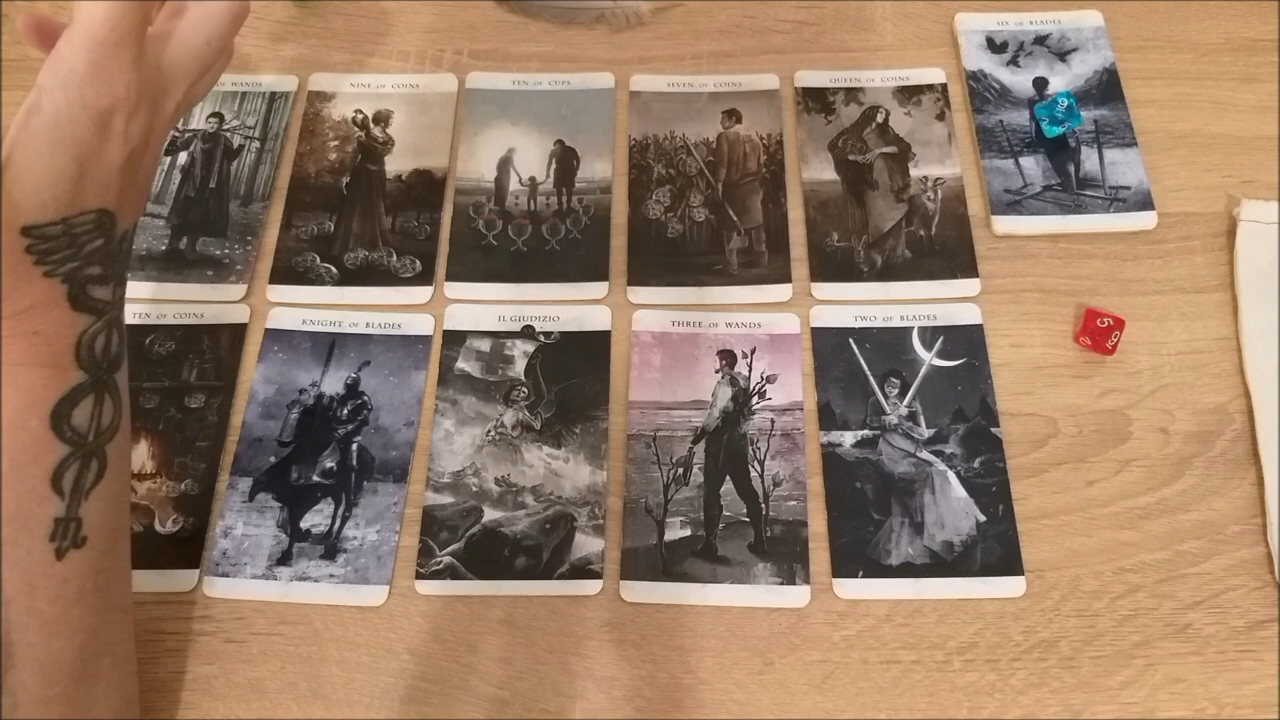 OF WANDS
NINE OF COINS
TEN OF CUPS
SEVEN OF COINS
QUEEN OF COINS
SIX OF BLADES
TEN OF COINS
KNIGHT OF BLADES
IL GIUDIZIO
THREE OF WANDS
TWO OF BLADES
5